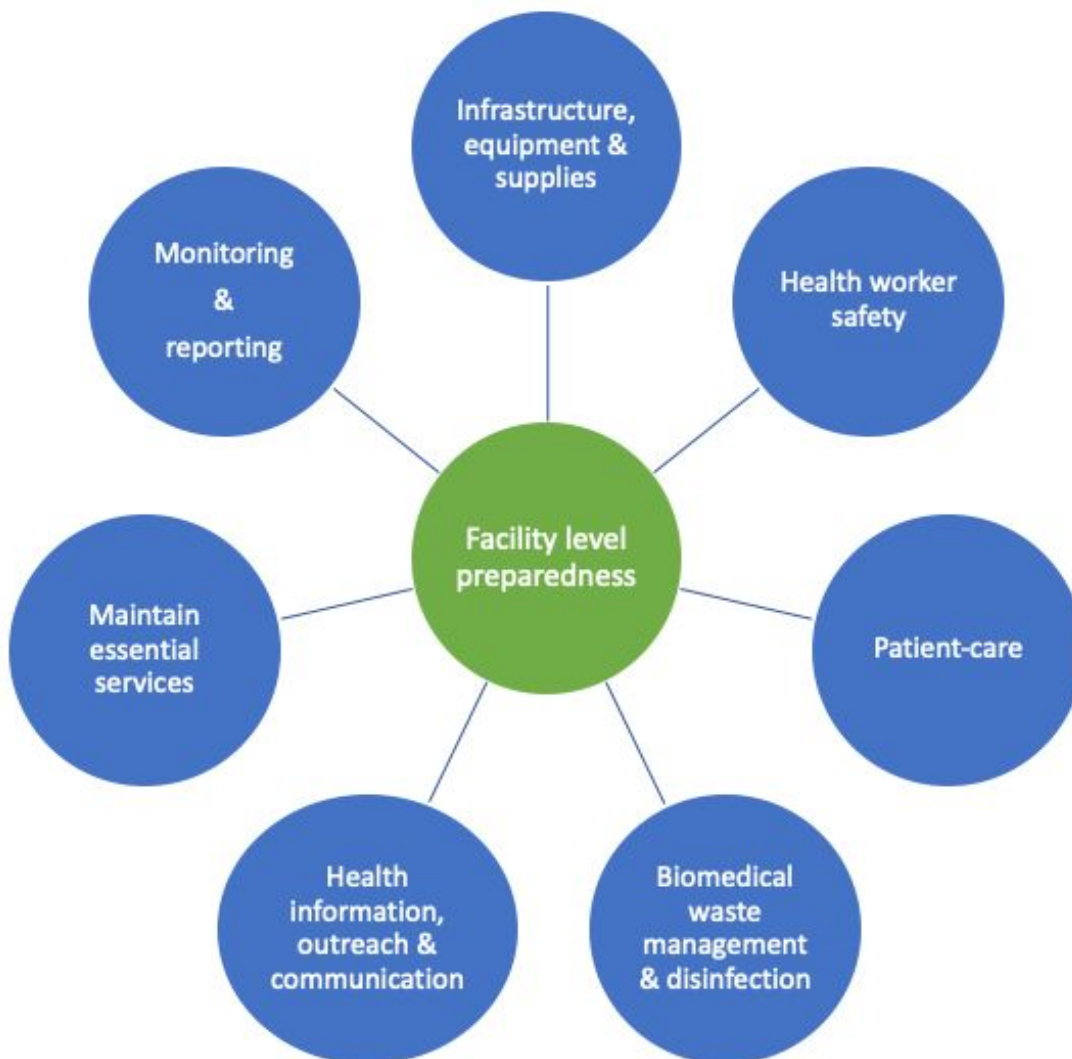 Infrastructure,
equipment &
supplies
Health worker
safety
Patient-care
Biomedical
waste
management
& disinfection
Health
information,
outreach &
communication
Maintain
essential
services
Monitoring
&
reporting
Facility level
preparedness